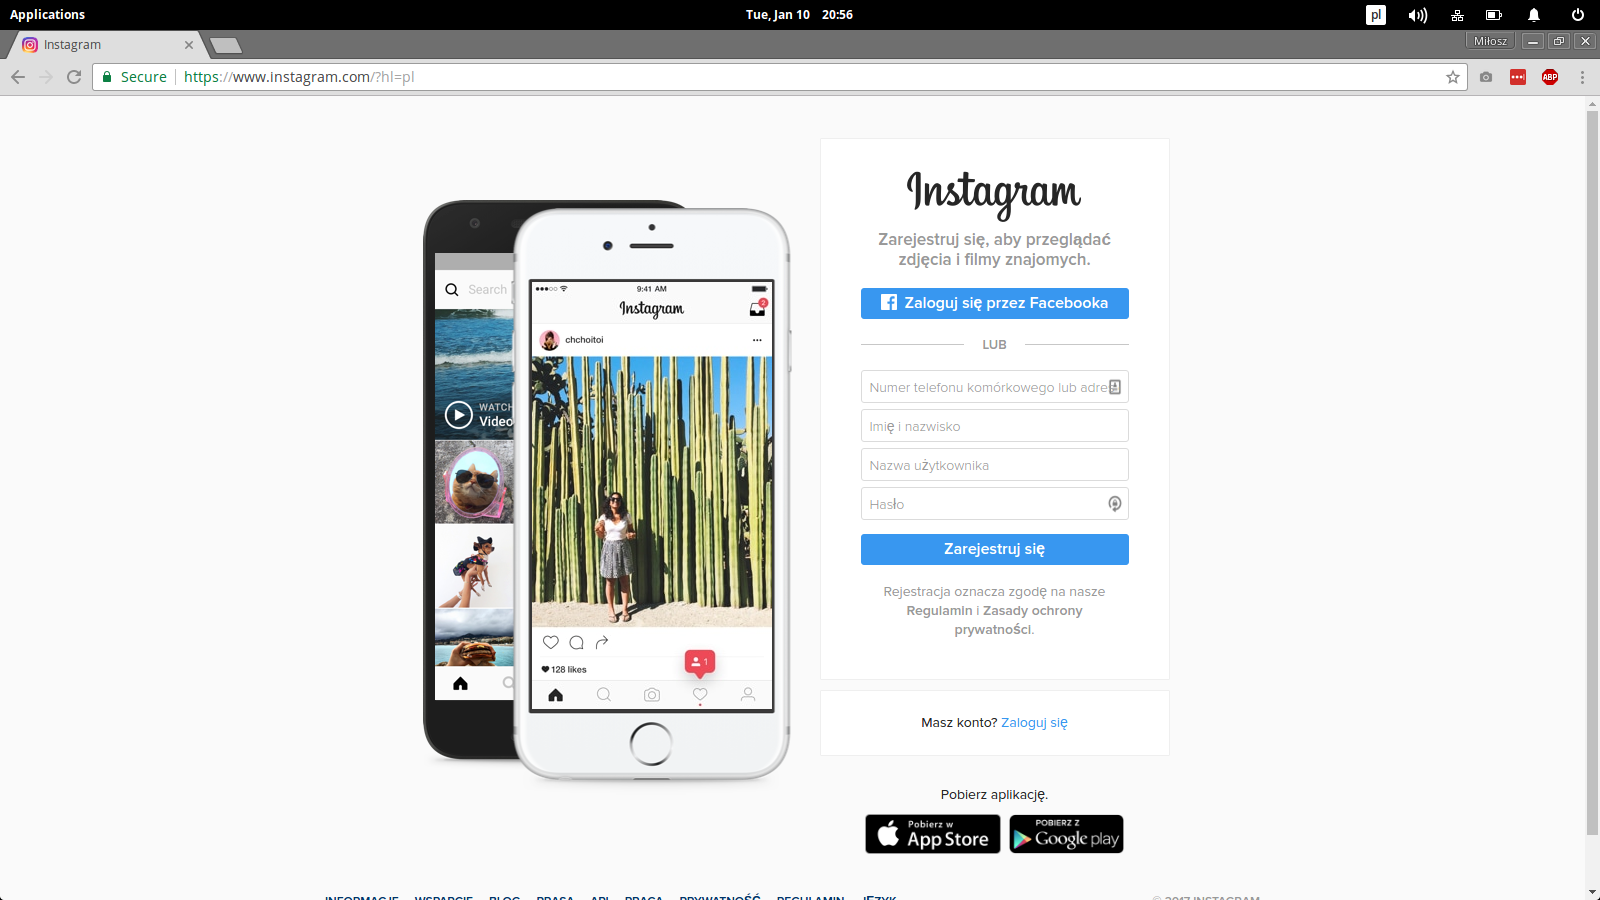 Applications
Tue, Jan 10 20:56
pl
Instagram
Miłosz
Secure
https://www.instagram.com/?hl=pl
ABP
Search
WATCH
Video
9:41 AM
Instagram
2
chchoitoi
1
128 likes
Instagram
Zarejestruj się, aby przeglądać
zdjęcia i filmy znajomych.
Zaloguj się przez Facebooka
LUB
Numer telefonu komórkowego lub adres
Imię i nazwisko
Nazwa użytkownika
Hasło
Zarejestruj się
Rejestracja oznacza zgodę na nasze
Regulamin i Zasady ochrony
prywatności.
Masz konto? Zaloguj się
Pobierz aplikację.
Pobierz w
App Store
POBIERZ Z
Google play
INFORMACJE WSPARCIE BLOG PRASA API PRACA PRYWATNOŚĆ REGULAMIN JĘZYK
© 2017 INSTAGRAM